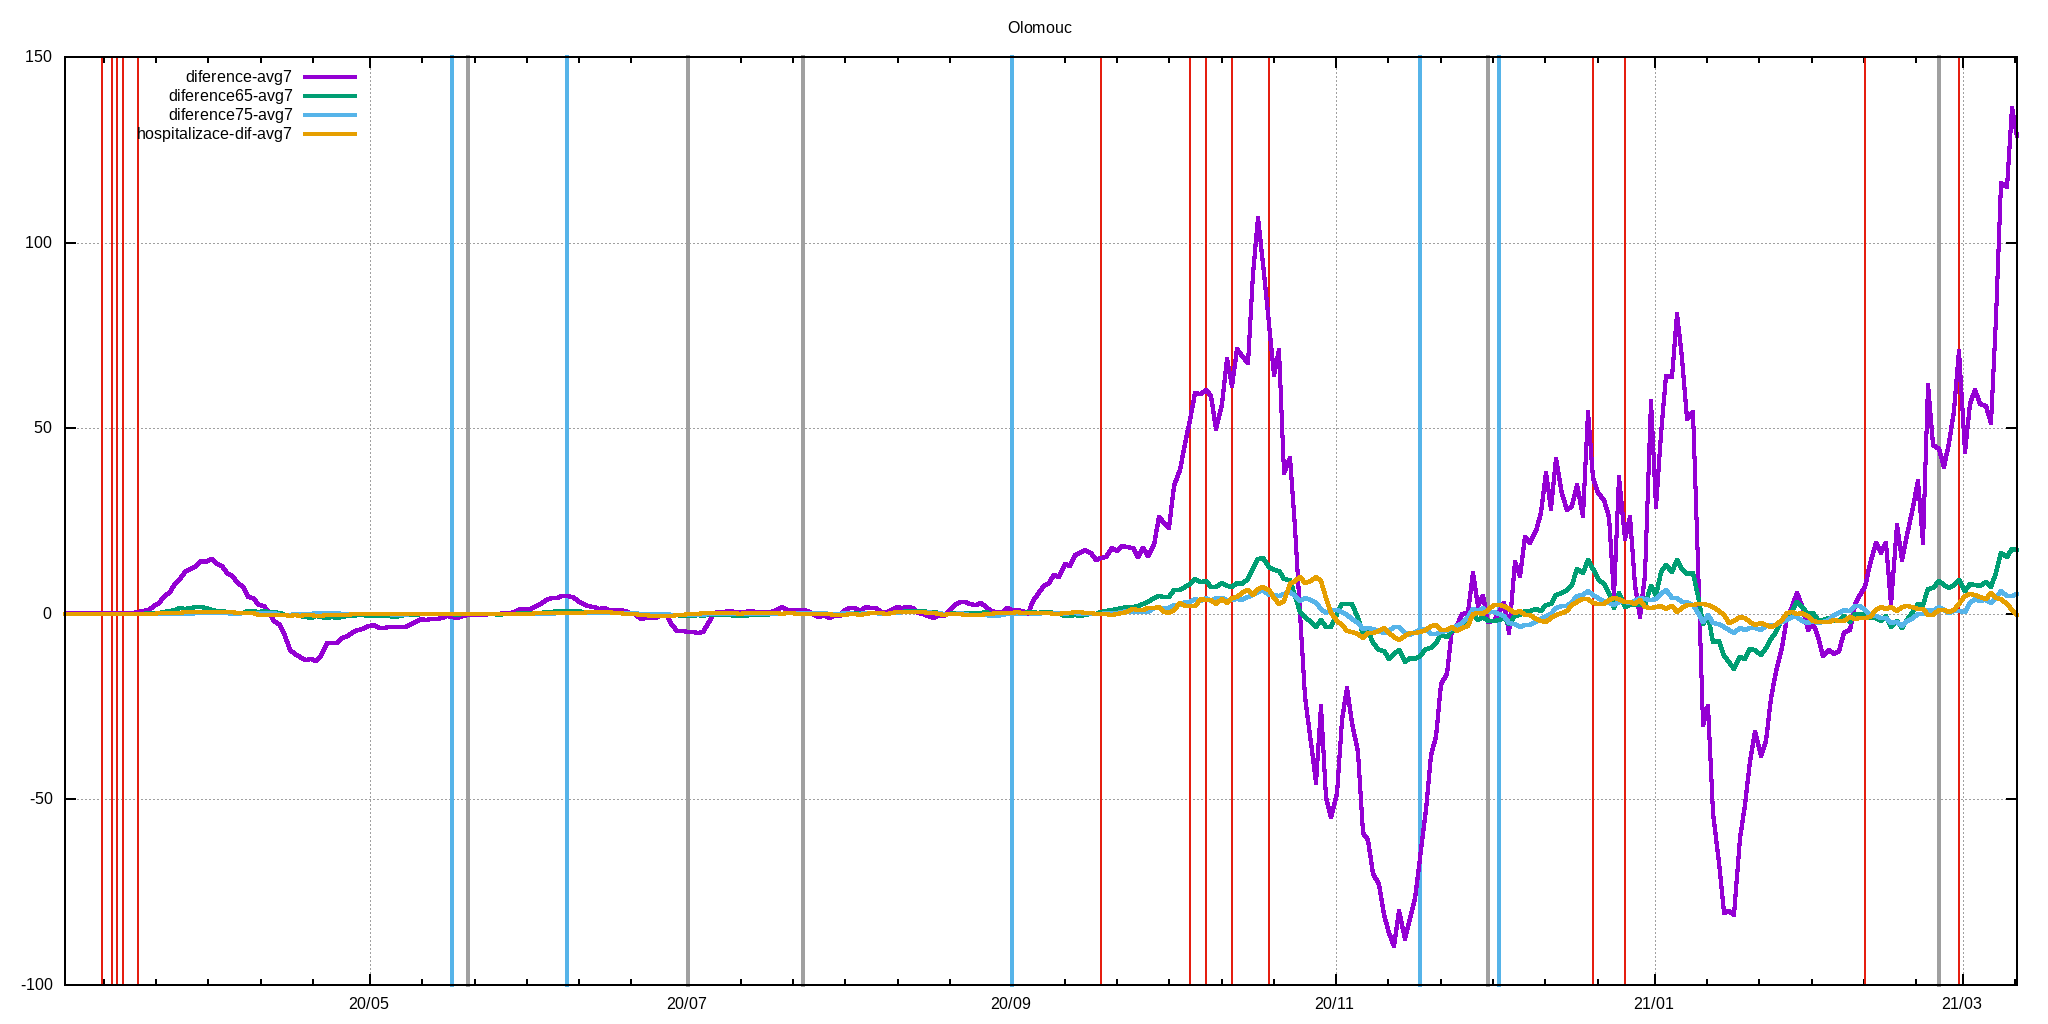 Olomouc
150
diference-avg7
diference65-avg7
diference75-avg7
hospitalizace-dif-avg7
100
50
0
-50
-100
20/05 20/07 20/09 20/11 21/01 21/03